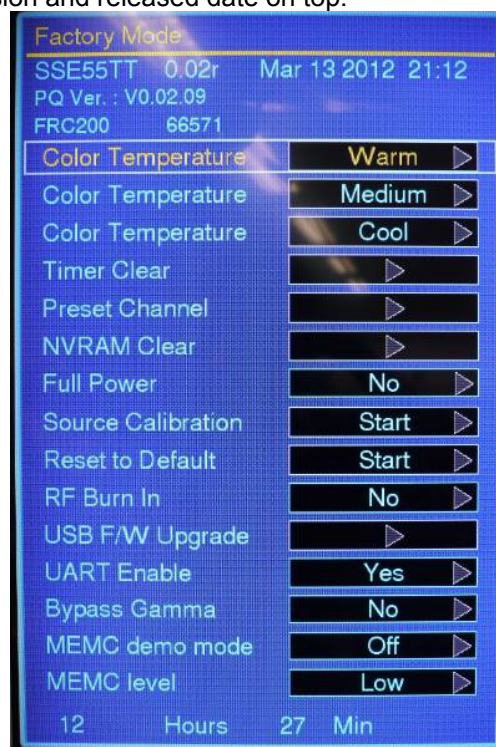 sion and released date on top.
Factory Mode
SSE55TT 0.02r Mar 13 2012 21:12
PQ Ver. : V0.02.09
FRC200 66571
Color Temperature Warm
Color Temperature Medium
Color Temperature Cool
Timer Clear
Preset Channel
NVRAM Clear
Full Power No
Source Calibration Start
Reset to Default Start
RF Burn In No
USB F/W Upgrade
UART Enable Yes
Bypass Gamma No
MEMC demo mode Off
MEMC level Low
12 Hours 27 Min